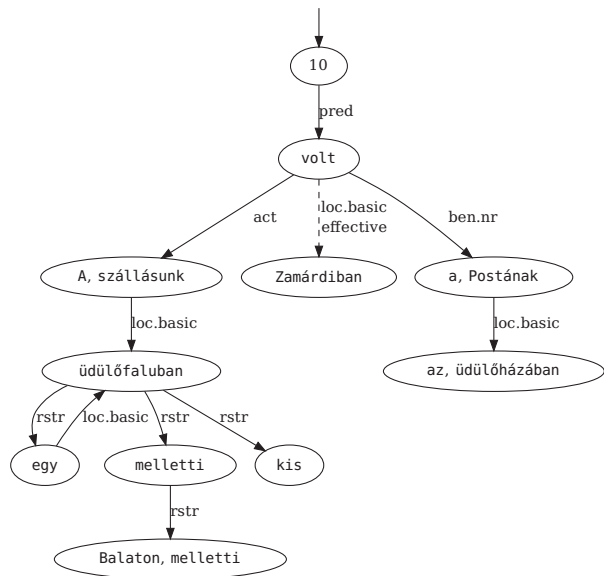 10
pred
volt
act
loc.basic
effective
ben.nr
A, szállásunk
Zamárdiban
a, Postának
loc.basic
loc.basic
üdülőfaluban
az, üdülőházában
rstr
loc.basic
rstr
rstr
egy
melletti
kis
rstr
Balaton, melletti